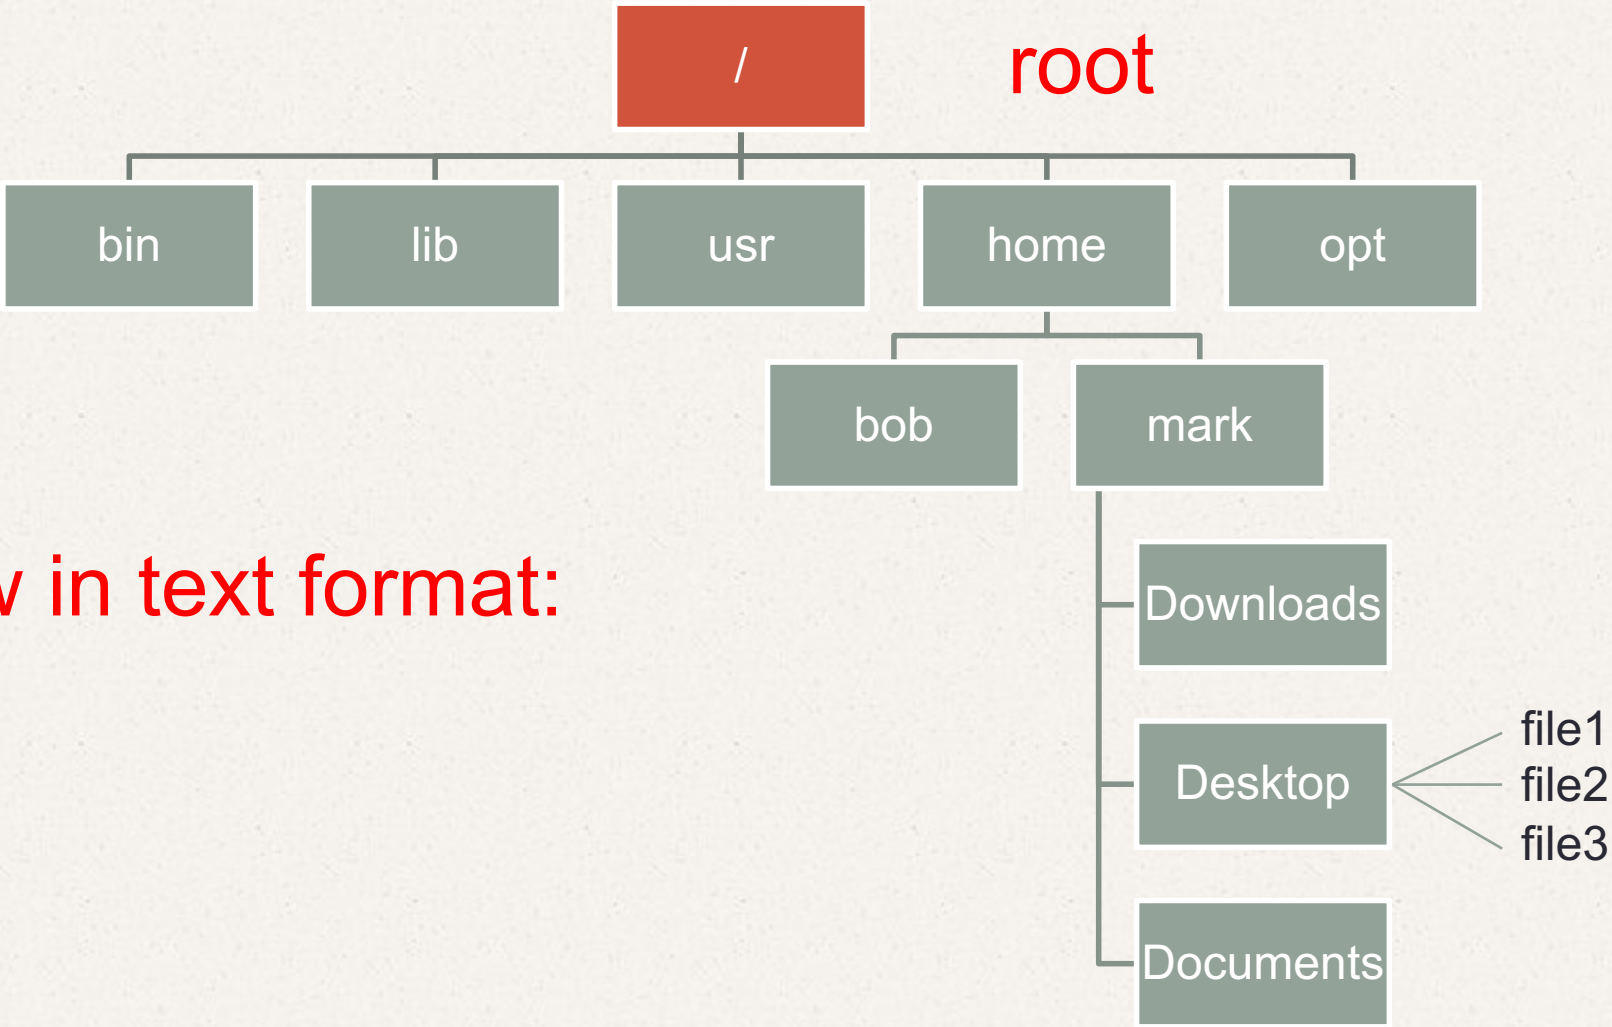 /
root
bin
lib
usr
home
opt
bob
mark
in text format:
Downloads
Desktop
file1
file2
file3
Documents